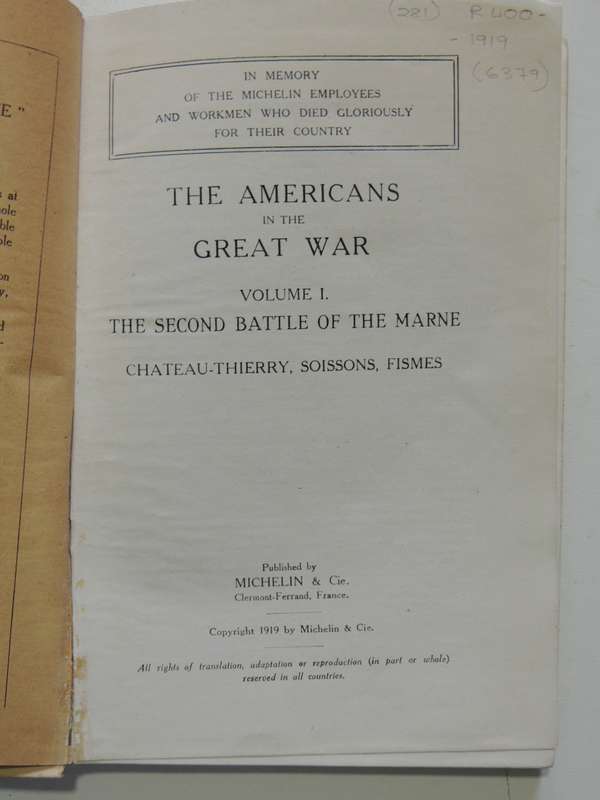 (281) R400-
- 1919
(6379)
IN MEMORY
OF THE MICHELIN EMPLOYEES
AND WORKMEN WHO DIED GLORIOUSLY
FOR THEIR COUNTRY
THE AMERICANS
IN THE
GREAT WAR
VOLUME I.
THE SECOND BATTLE OF THE MARNE
CHATEAU-THIERRY, SOISSONS, FISMES
Published by
MICHELIN & Cie.
Clermont-Ferrand, France.
Copyright 1919 by Michelin & Cie.
All rights of translation, adaptation or reproduction (in part or whole)
reserved in all countries.